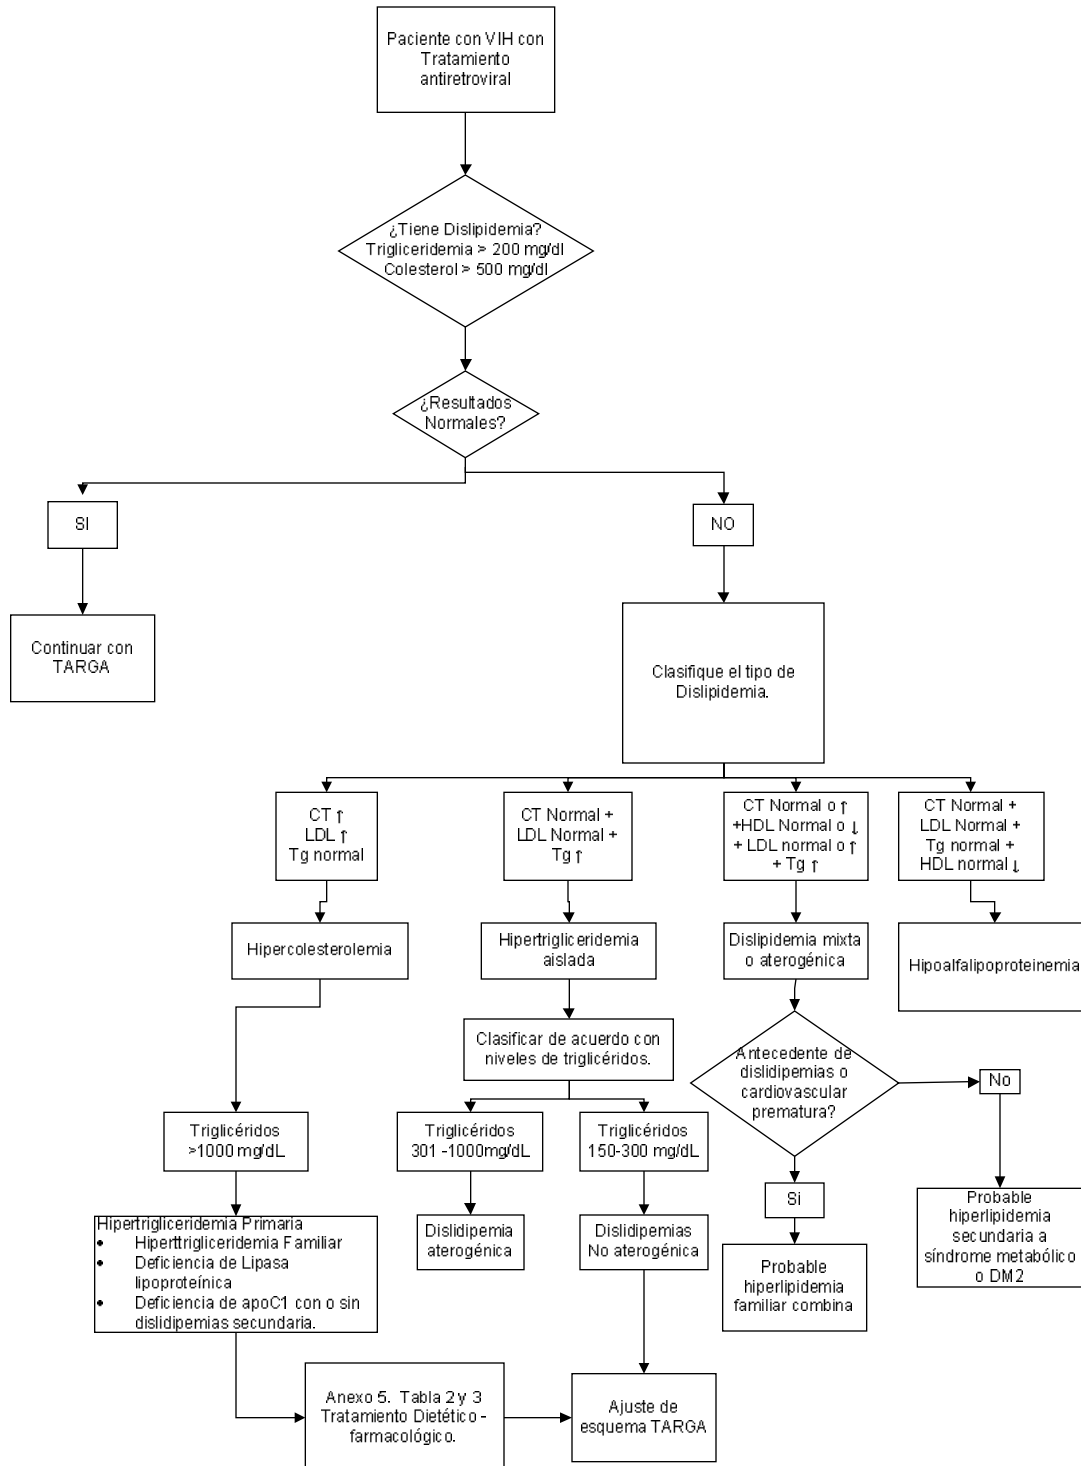 Paciente con VIH con
Tratamiento
antiretroviral
¿Tiene Dislipidemia?
Trigliceridemia > 200 mg/dl
Colesterol > 500 mg/dl
¿Resultados
Normales?
SI
NO
Continuar con
TARGA
Clasifique el tipo de
Dislipidemia.
CT ↑
LDL ↑
Tg normal
CT Normal +
LDL Normal +
Tg ↑
CT Normal o ↑
+HDL Normal o ↓
+ LDL normal o ↑
+ Tg ↑
CT Normal +
LDL Normal +
Tg normal +
HDL normal ↓
Hipercolesterolemia
Hipertrigliceridemia
aislada
Dislipidemia mixta
o aterogénica
Hipoalfalipoproteinemia
Clasificar de acuerdo con
niveles de triglicéridos.
Antecedente de
dislidipemias o
cardiovascular
prematura?
No
Triglicéridos
>1000 mg/dL
Triglicéridos
301 -1000mg/dL
Triglicéridos
150-300 mg/dL
Si
Hipertrigliceridemia Primaria
• Hiperttrigliceridemia Familiar
• Deficiencia de Lipasa
lipoproteínica
• Deficiencia de apoC1 con o sin
dislidipemias secundaria.
Dislidipemia
aterogénica
Dislidipemias
No aterogénica
Probable
hiperlipidemia
familiar combina
Probable
hiperlipidemia
secundaria a
síndrome metabólico
o DM2
Anexo 5. Tabla 2 y 3
Tratamiento Dietético -
farmacológico.
Ajuste de
esquema TARGA